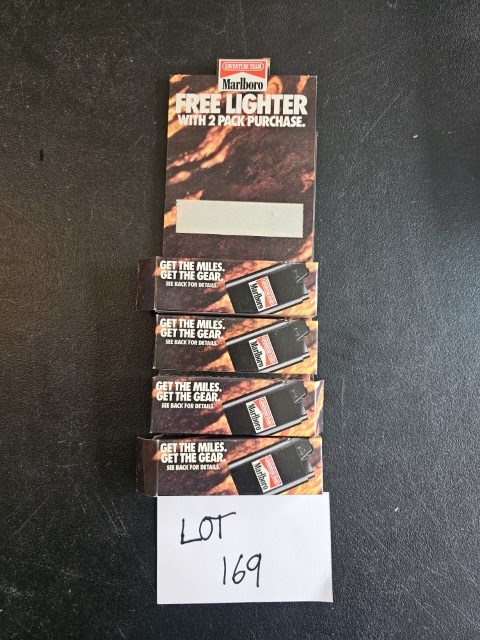 ADVENTURE TEAM
Marlboro
FREE LIGHTER
WITH 2 PACK PURCHASE.
GET THE MILES.
GET THE GEAR.
SEE BACK FOR DETAILS.
Marlboro
GET THE MILES.
GET THE GEAR.
SEE BACK FOR DETAILS.
Marlboro
GET THE MILES.
GET THE GEAR.
SEE BACK FOR DETAILS.
Marlboro
GET THE MILES.
GET THE GEAR.
SEE BACK FOR DETAILS.
Marlboro
LOT
169